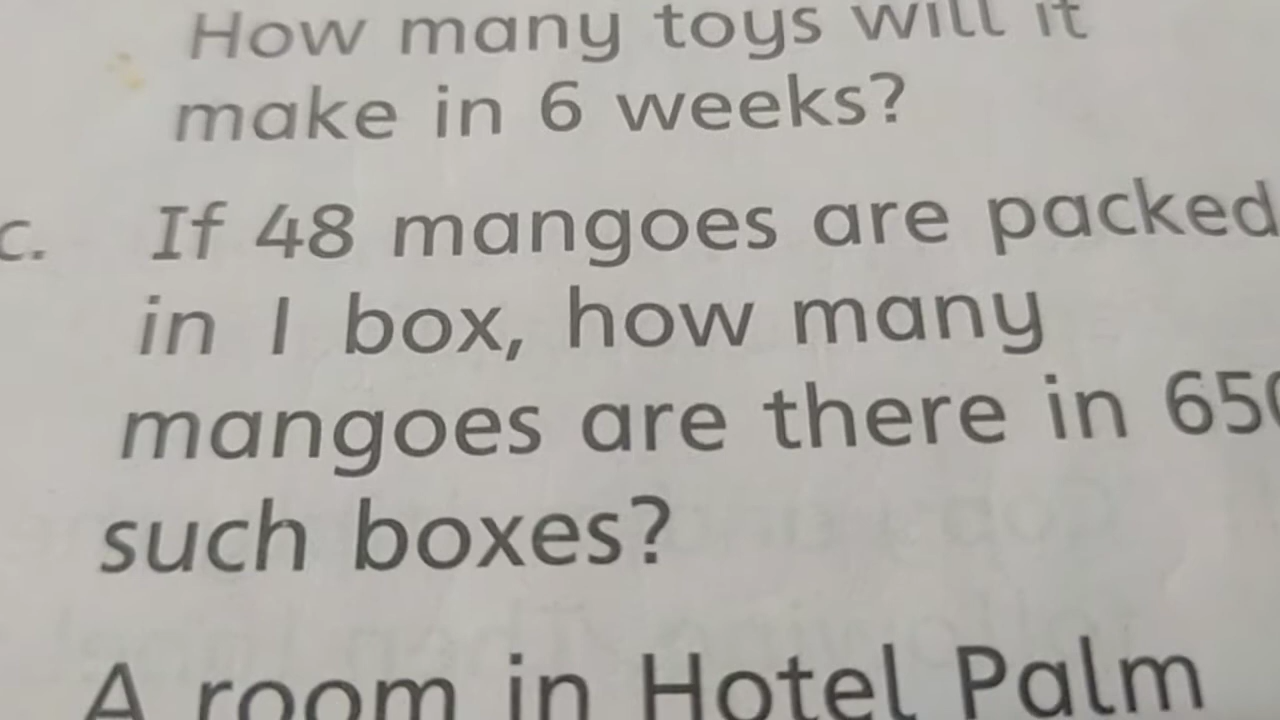 How many toys will it
make in 6 weeks?
c. If 48 mangoes are packed
in 1 box, how many
mangoes are there in
such boxes?
A room in Hotel Palm